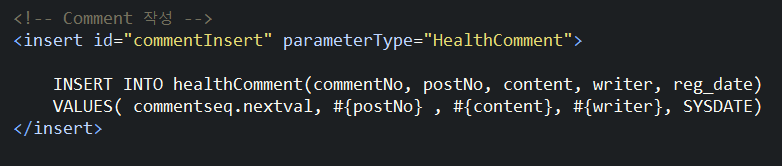 <!-- Comment 작성 -->
<insert id="commentInsert" parameterType="HealthComment">
INSERT INTO healthComment(commentNo, postNo, content, writer, reg_date)
VALUES( commentseq.nextval, #{postNo} , #{content}, #{writer}, SYSDATE)
</insert>